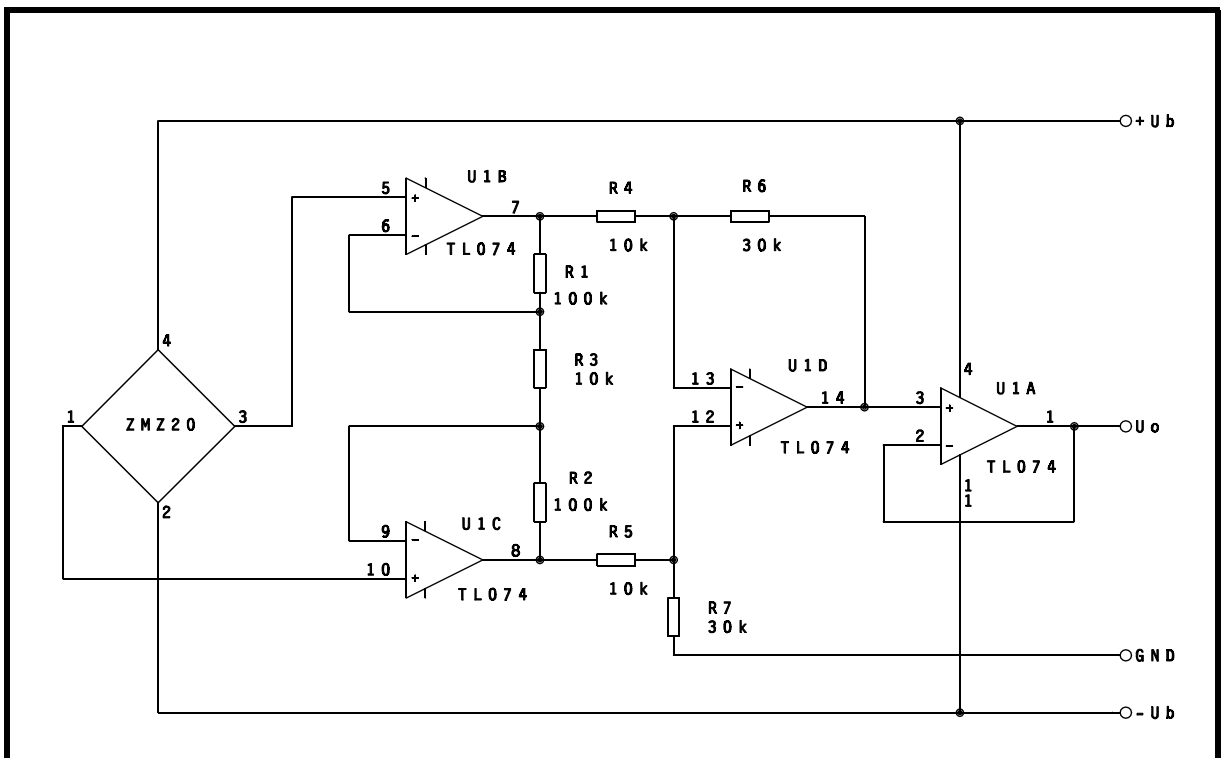 +Ub
U1B
5
+
6
-
7
TL074
R4
10k
R6
30k
R1
100k
R3
10k
4
1
ZMZ20
3
2
U1D
13
-
12
+
14
TL074
4
U1A
3
+
2
-
1
TL074
1
1
Uo
R2
100k
U1C
9
-
10
+
8
TL074
R5
10k
R7
30k
GND
-Ub